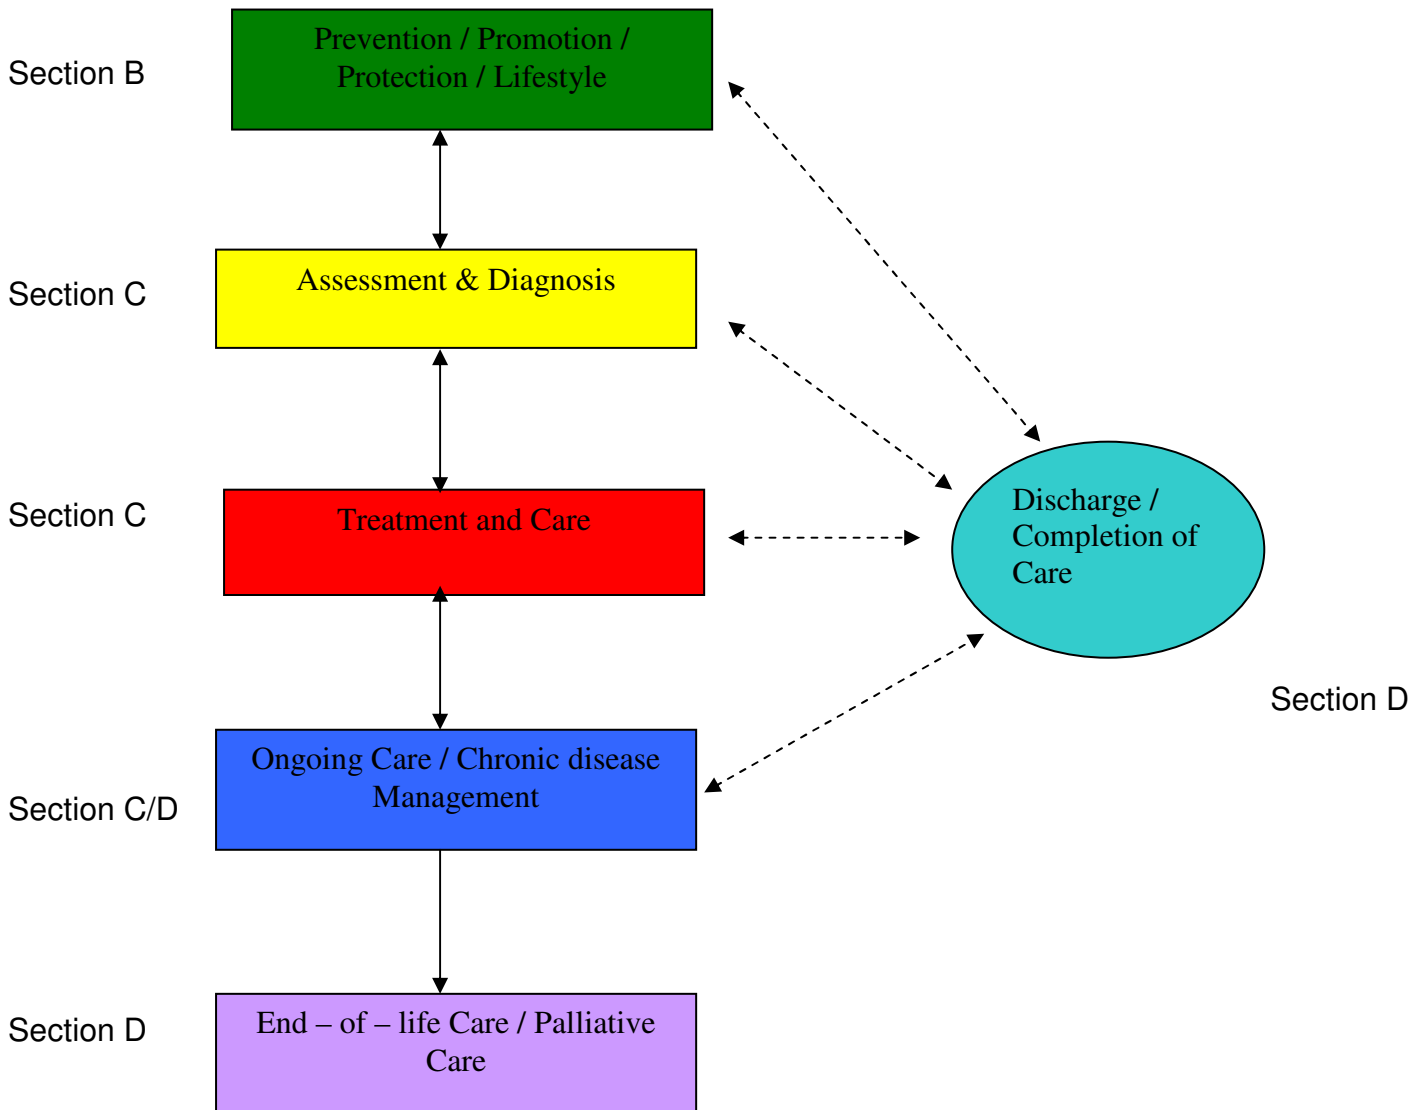 Prevention / Promotion /
Protection / Lifestyle
Section B
Assessment & Diagnosis
Section C
Section C
Treatment and Care
Discharge /
Completion of
Care
Section D
Ongoing Care / Chronic disease
Management
Section C/D
End – of – life Care / Palliative
Care
Section D